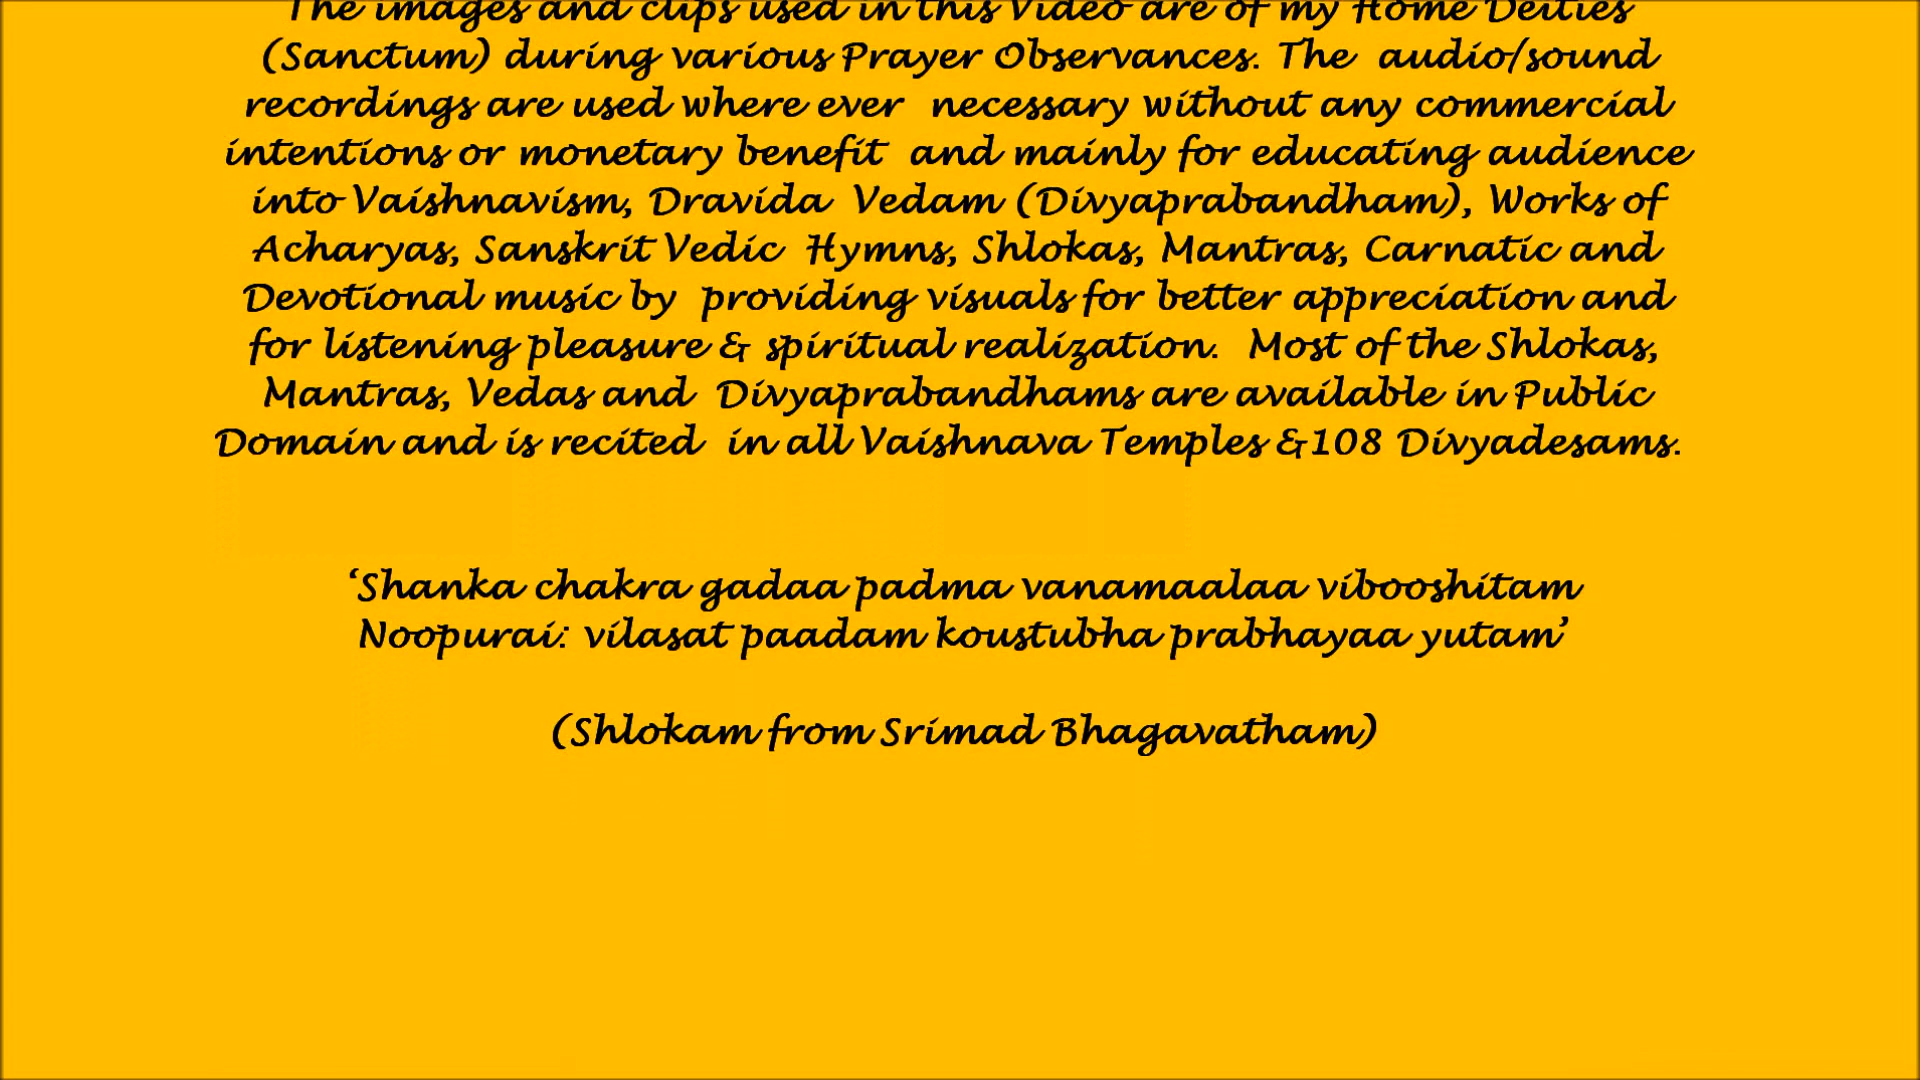 The images and clips used in this Video are of my Home Deities
(Sanctum) during various Prayer Observances. The audio/sound
recordings are used where ever necessary without any commercial
intentions or monetary benefit and mainly for educating audience
into Vaishnavism, Dravida Vedam (Divyaprabandham), Works of
Acharyas, Sanskrit Vedic Hymns, Shlokas, Mantras, Carnatic and
Devotional music by providing visuals for better appreciation and
for listening pleasure & spiritual realization. Most of the Shlokas,
Mantras, Vedas and Divyaprabandhams are available in Public
Domain and is recited in all Vaishnava Temples &108 Divyadesams.
‘Shanka chakra gadaa padma vanamaalaa vibooshitam
Noopurai: vilasat paadam koustubha prabhayaa yutam’
(Shlokam from Srimad Bhagavatham)